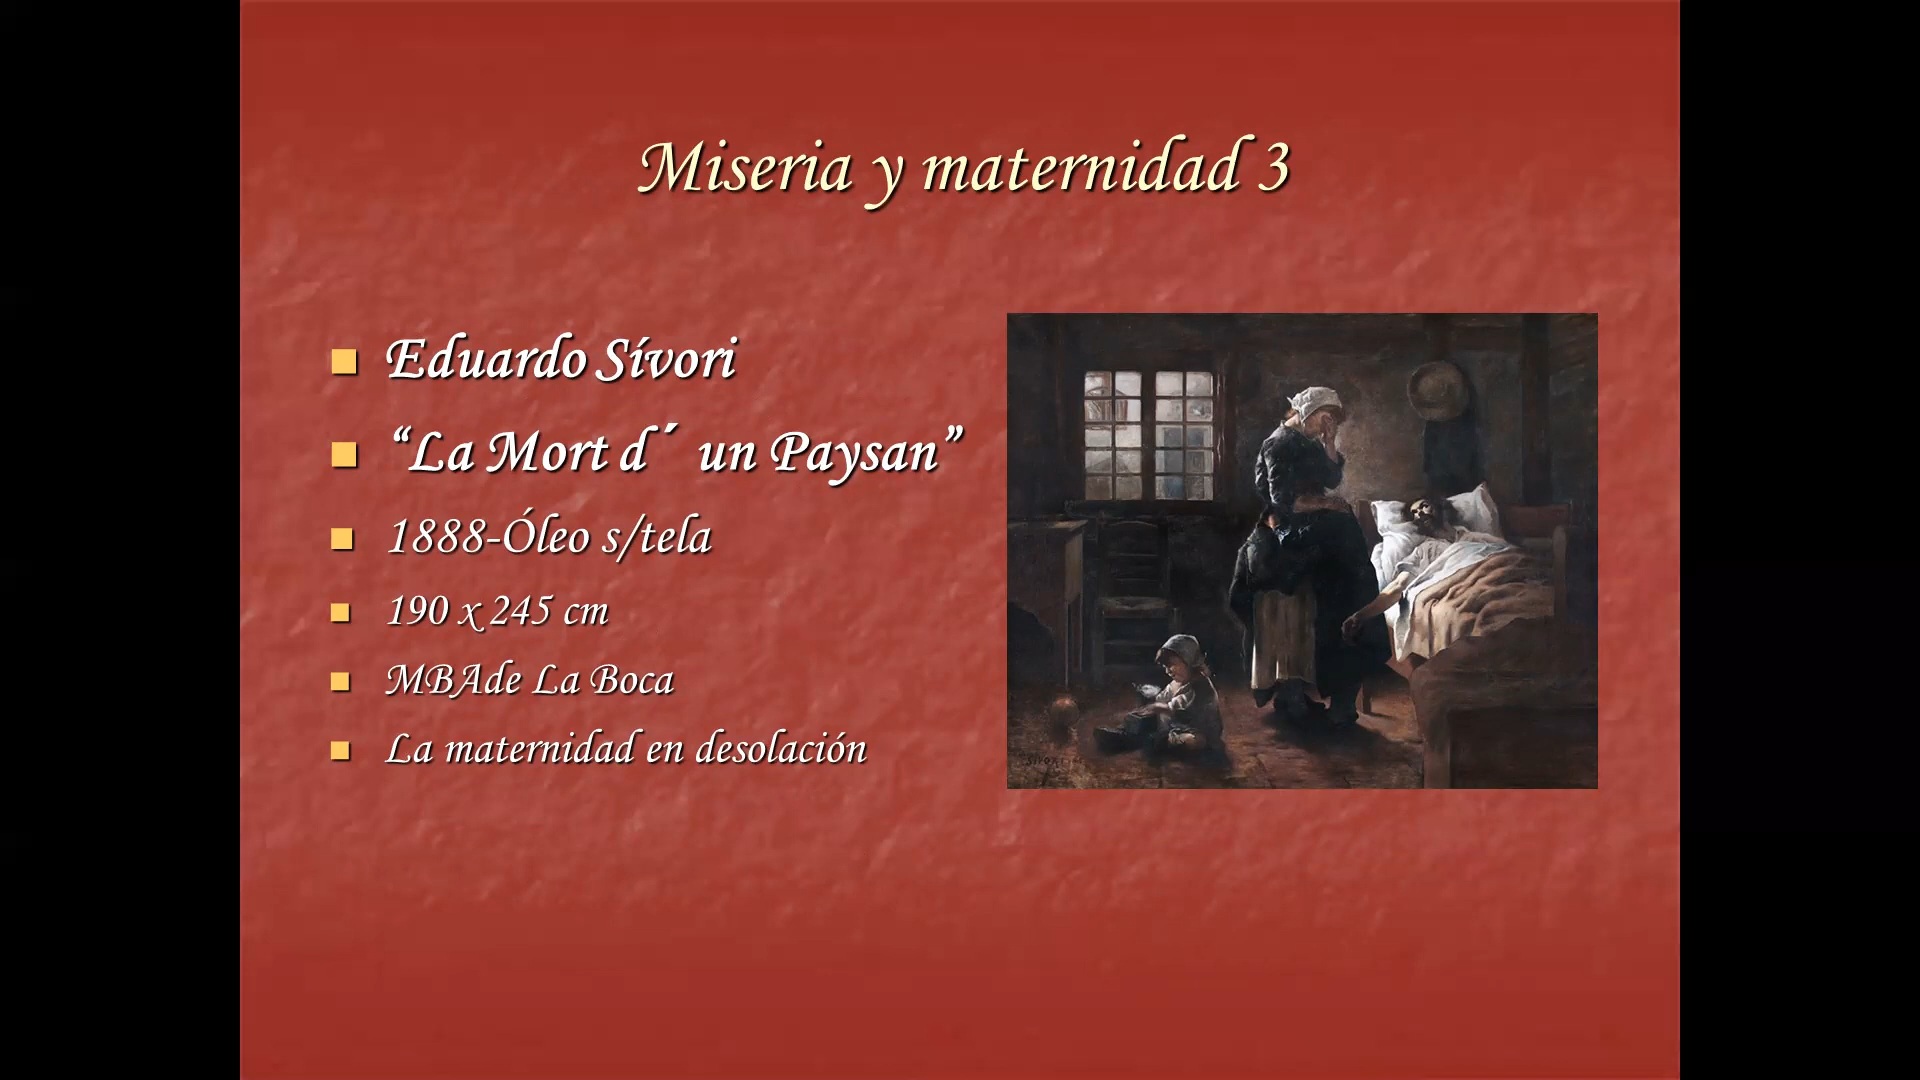 Miseria y maternidad 3
Eduardo Sívori
“La Mort d´ un Paysan”
1888-Óleo s/tela
190 x 245 cm
MBAde La Boca
La maternidad en desolación
SIVORI